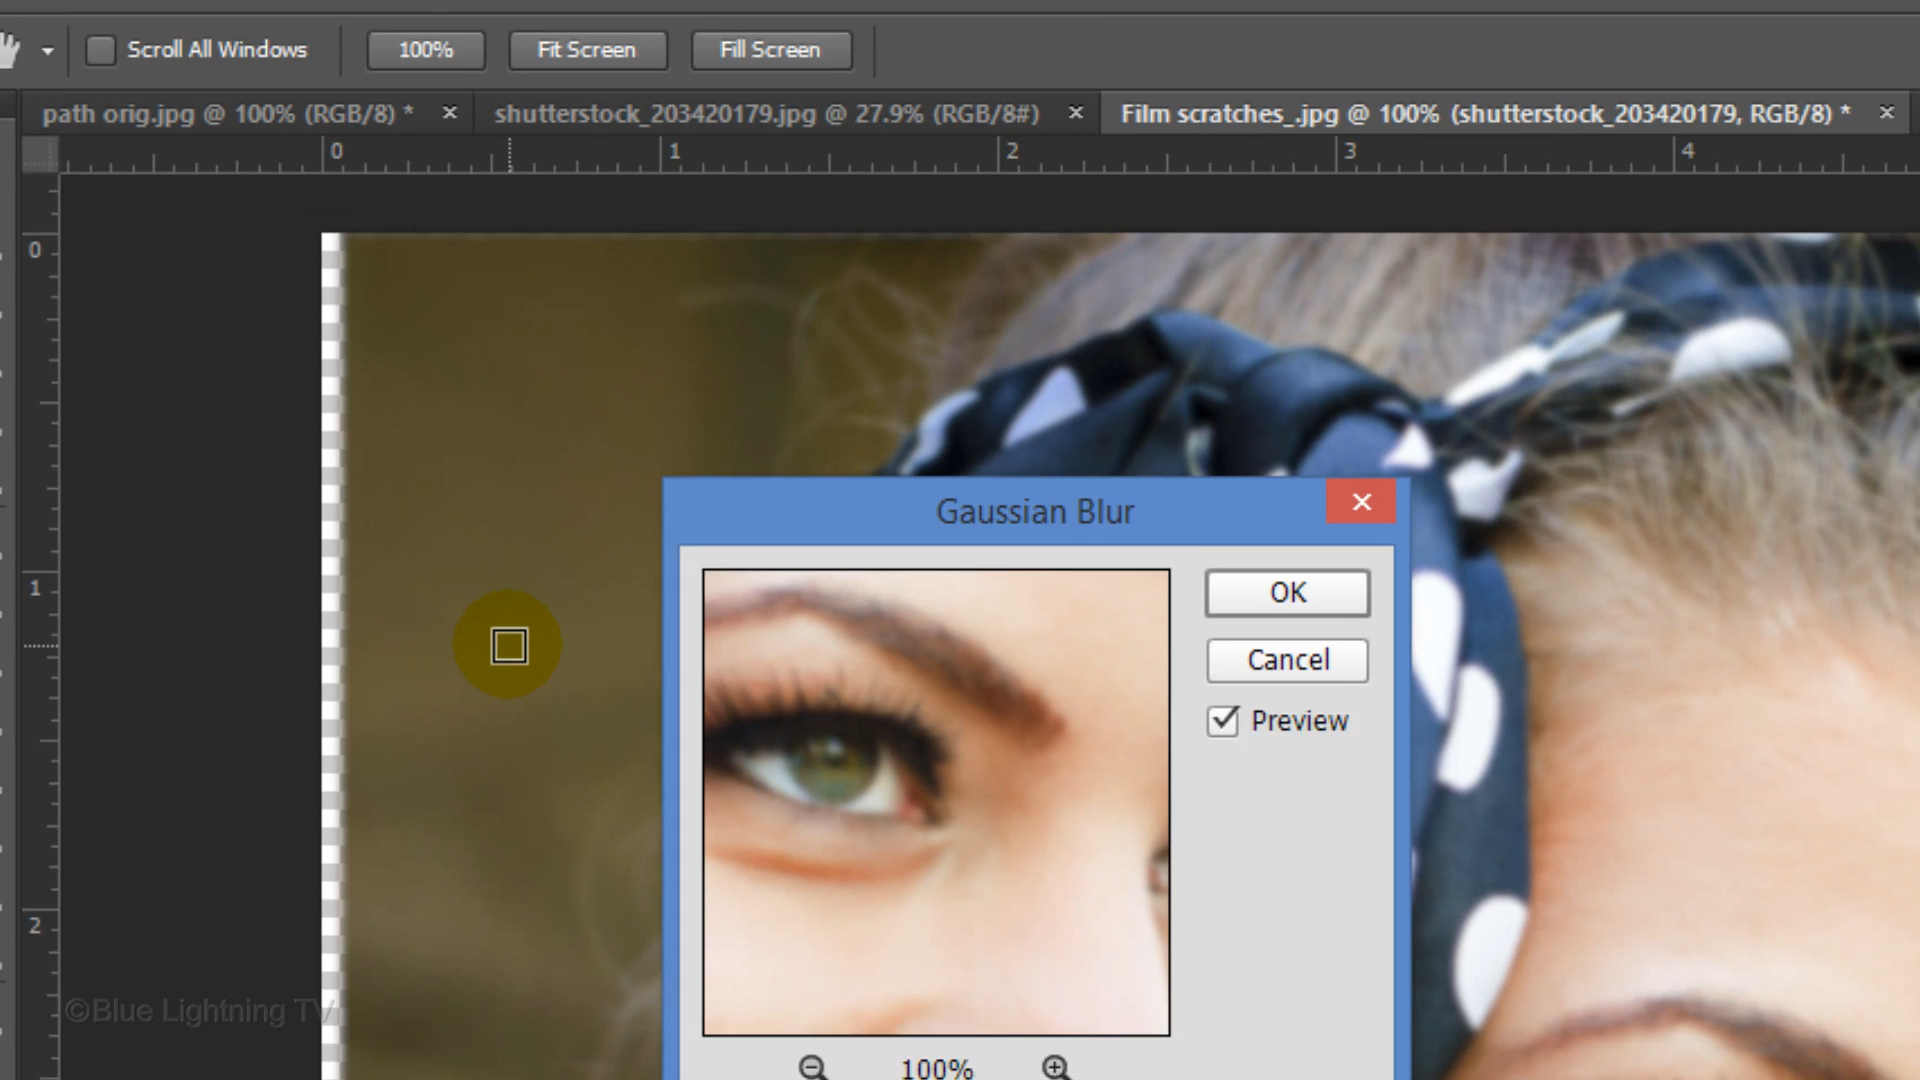 Scroll All Windows 100% Fit Screen Fill Screen
path orig.jpg @ 100% (RGB/8) * × shutterstock_203420179.jpg @ 27.9% (RGB/8#) × Film scratches_.jpg @ 100% (shutterstock_203420179, RGB/8) * ×
0 1 2 3 4
0
Gaussian Blur
OK
1
Cancel
Preview
2
©Blue Lightning TV
100%